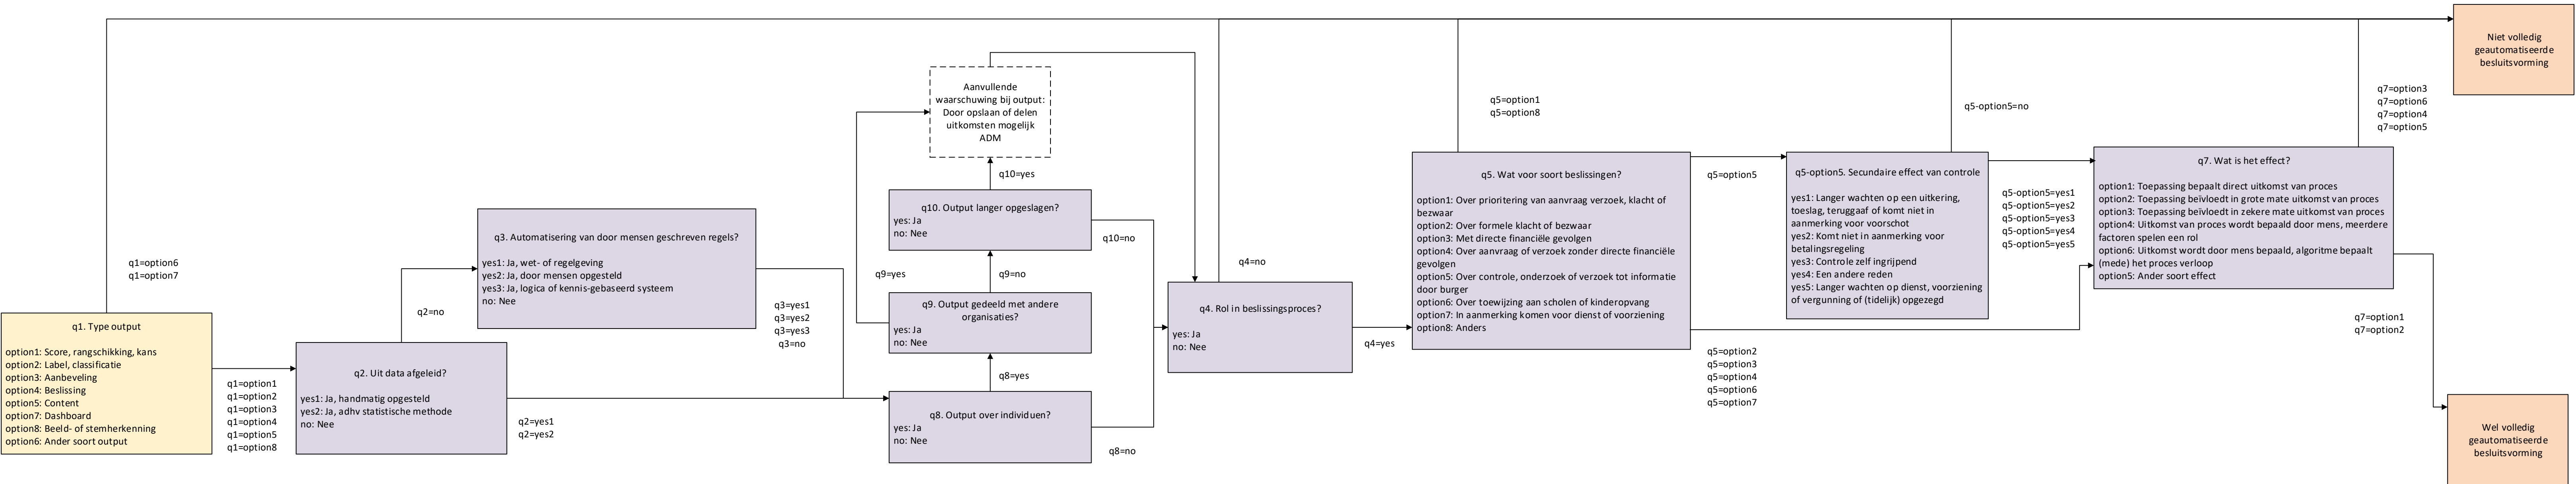 q1. Type output
option1: Score, rangschikking, kans
option2: Label, classificatie
option3: Aanbeveling
option4: Beslissing
option5: Content
option7: Dashboard
option8: Beeld- of stemherkenning
option6: Ander soort output
q1=option6
q1=option7
q1=option1
q1=option2
q1=option3
q1=option4
q1=option5
q1=option8
q2. Uit data afgeleid?
yes1: Ja, handmatig opgesteld
yes2: Ja, adhv statistische methode
no: Nee
q2=no
q2=yes1
q2=yes2
q3. Automatisering van door mensen geschreven regels?
yes1: Ja, wet- of regelgeving
yes2: Ja, door mensen opgesteld
yes3: Ja, logica of kennis-gebaseerd systeem
no: Nee
q3=yes1
q3=yes2
q3=yes3
q3=no
q8. Output over individuen?
yes: Ja
no: Nee
q8=yes
q8=no
q9. Output gedeeld met andere
organisaties?
yes: Ja
no: Nee
q9=yes
q9=no
q10. Output langer opgeslagen?
yes: Ja
no: Nee
q10=yes
q10=no
Aanvullende
waarschuwing bij output:
Door opslaan of delen
uitkomsten mogelijk
ADM
q4. Rol in beslissingsproces?
yes: Ja
no: Nee
q4=no
q4=yes
q5. Wat voor soort beslissingen?
option1: Over prioritering van aanvraag verzoek, klacht of
bezwaar
option2: Over formele klacht of bezwaar
option3: Met directe financiële gevolgen
option4: Over aanvraag of verzoek zonder directe financiële
gevolgen
option5: Over controle, onderzoek of verzoek tot informatie
door burger
option6: Over toewijzing aan scholen of kinderopvang
option7: In aanmerking komen voor dienst of voorziening
option8: Anders
q5=option1
q5=option8
q5=option5
q5=option2
q5=option3
q5=option4
q5=option6
q5=option7
q5-option5. Secundaire effect van controle
yes1: Langer wachten op een uitkering,
toeslag, teruggaaf of komt niet in
aanmerking voor voorschot
yes2: Komt niet in aanmerking voor
betalingsregeling
yes3: Controle zelf ingrijpend
yes4: Een andere reden
yes5: Langer wachten op dienst, voorziening
of vergunning of (tidelijk) opgezegd
q5-option5=no
q5-option5=yes1
q5-option5=yes2
q5-option5=yes3
q5-option5=yes4
q5-option5=yes5
q7. Wat is het effect?
option1: Toepassing bepaalt direct uitkomst van proces
option2: Toepassing beïvloedt in grote mate uitkomst van proces
option3: Toepassing beïvloedt in zekere mate uitkomst van proces
option4: Uitkomst van proces wordt bepaald door mens, meerdere
factoren spelen een rol
option6: Uitkomst wordt door mens bepaald, algoritme bepaalt
(mede) het proces verloop
option5: Ander soort effect
q7=option3
q7=option6
q7=option4
q7=option5
q7=option1
q7=option2
Niet volledig
geautomatiseerde
besluitsvorming
Wel volledig
geautomatiseerde
besluitsvorming